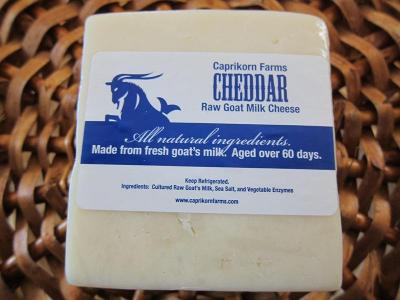 Caprikorn Farms
CHEDDAR
Raw Goat Milk Cheese
All natural ingredients.
Made from fresh goat's milk. Aged over 60 days.
Keep Refrigerated.
Ingredients: Cultured Raw Goat's Milk, Sea Salt, and Vegetable Enzymes
www.caprikornfarms.com